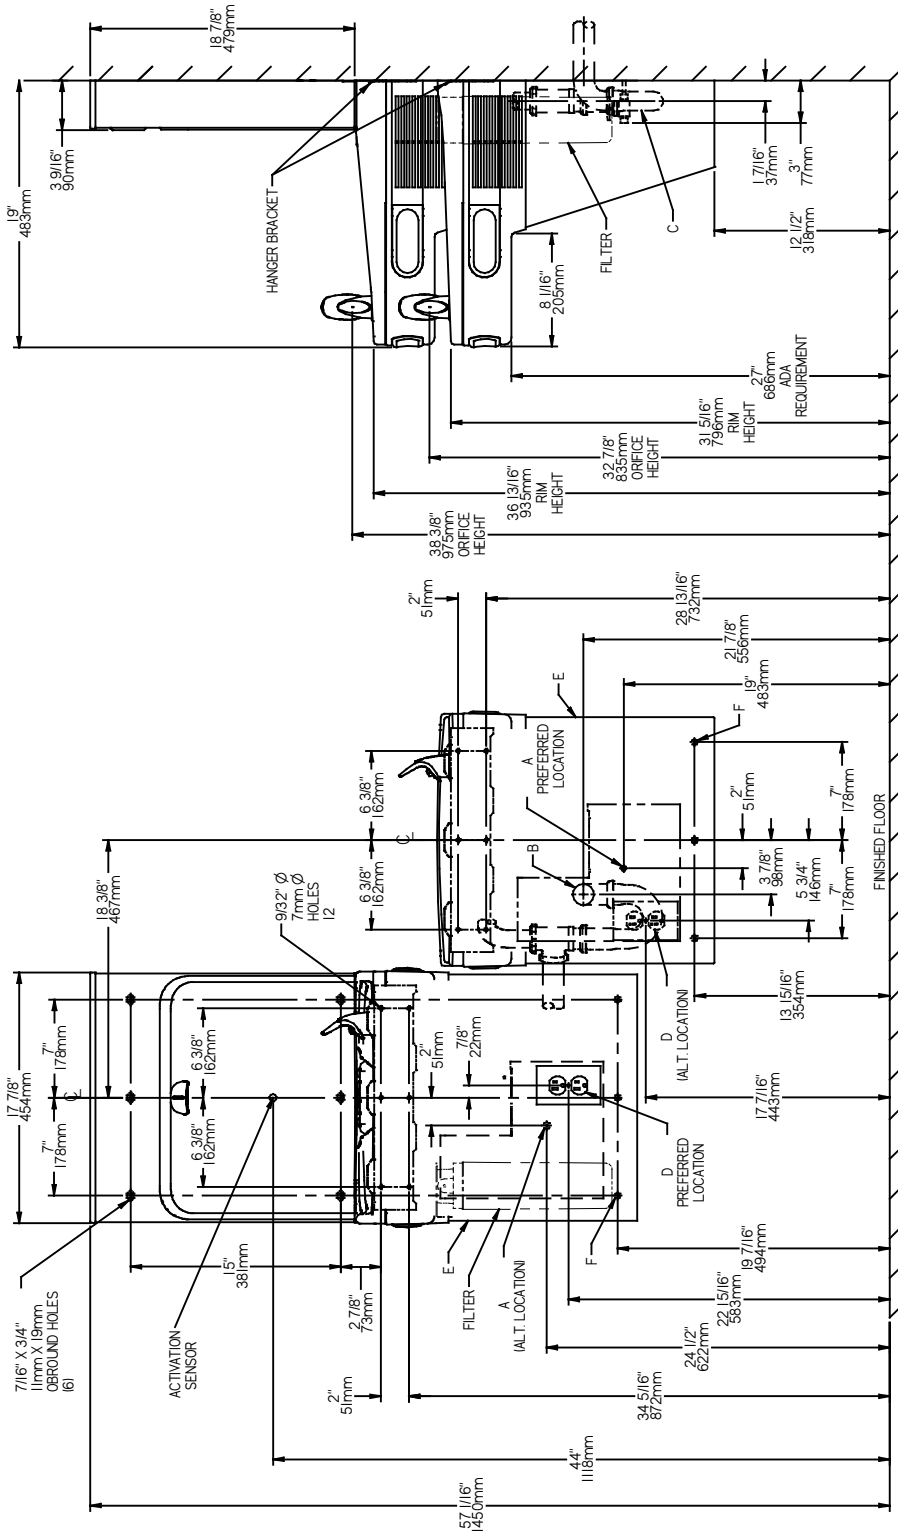 18 7/8"
479mm
3 9/16"
90mm
19"
483mm
HANGER BRACKET
FILTER
C
1 7/16"
37mm
3"
77mm
12 1/2"
318mm
8 1/16"
205mm
27"
686mm
ADA
REQUIREMENT
31 5/16"
796mm
RIM
HEIGHT
32 7/8"
835mm
ORIFICE
HEIGHT
36 13/16"
935mm
RIM
HEIGHT
38 3/8"
975mm
ORIFICE
HEIGHT
2"
51mm
28 13/16"
732mm
21 7/8"
556mm
19"
483mm
E
F
A
PREFERRED
LOCATION
B
6 3/8"
162mm
6 3/8"
162mm
℄
18 3/8"
467mm
9/32" Ø
7mm Ø
HOLES
12
2"
51mm
7"
178mm
3 7/8"
98mm
5 3/4"
146mm
7"
178mm
FINISHED FLOOR
13 15/16"
354mm
D
(ALT. LOCATION)
17 7/16"
443mm
17 7/8"
454mm
7"
178mm
7"
178mm
℄
6 3/8"
162mm
6 3/8"
162mm
2"
51mm
7/8"
22mm
D
PREFERRED
LOCATION
7/16" X 3/4"
11mm X 19mm
OBROUND HOLES
(6)
15"
381mm
2 7/8"
73mm
ACTIVATION
SENSOR
E
FILTER
A
(ALT. LOCATION)
F
19 7/16"
494mm
22 15/16"
583mm
24 1/2"
622mm
2"
51mm
34 5/16"
872mm
44"
1118mm
57 1/16"
1450mm